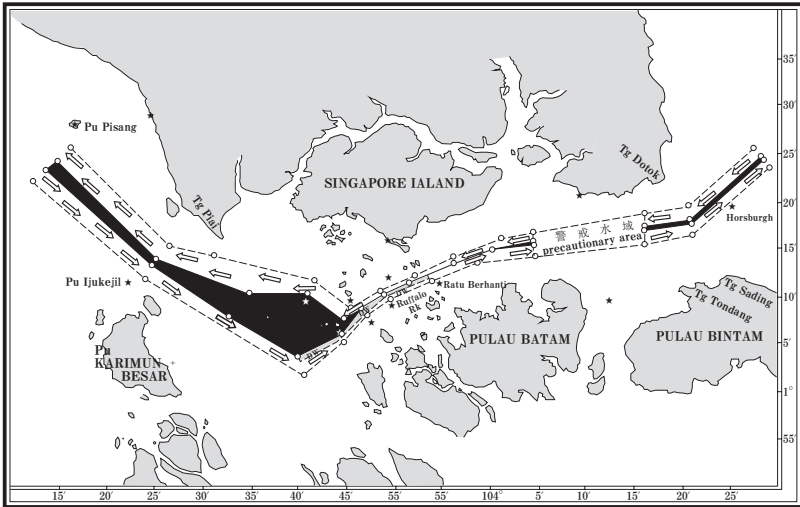 35′
30′
Pu Pisang
25′
Tg Dotok
SINGAPORE IALAND
20′
Tg Piai
Horsburgh
警戒水域
precautionary area
15′
Pu Ijukejil
Ratu Berhanti
Ruffalo
Rk
10′
Tg Sading
Tg Tondang
PULAU BATAM
PULAU BINTAM
5′
Pu
KARIMUN
BESAR
1°
55′
15′ 20′ 25′ 30′ 35′ 40′ 45′ 55′ 55′ 104° 5′ 10′ 15′ 20′ 25′